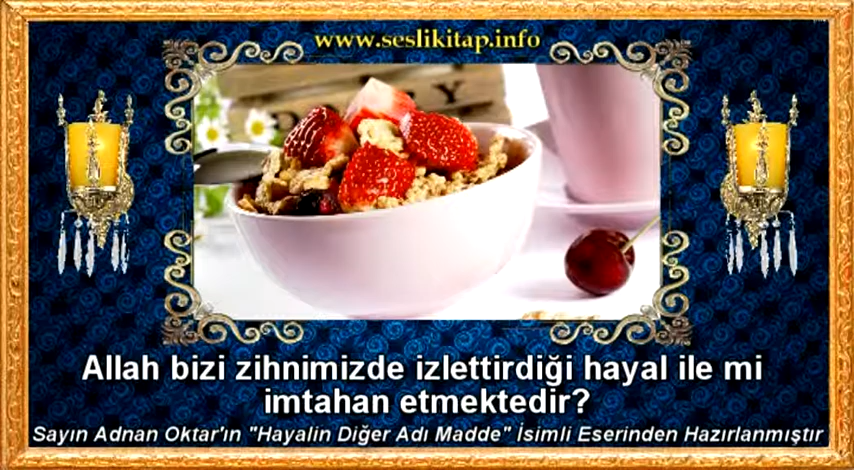 www.seslikitap.info
Allah bizi zihnimizde izlettirdiği hayal ile mi
imtahan etmektedir?
Sayın Adnan Oktar'ın "Hayalin Diğer Adı Madde" İsimli Eserinden Hazırlanmıştır